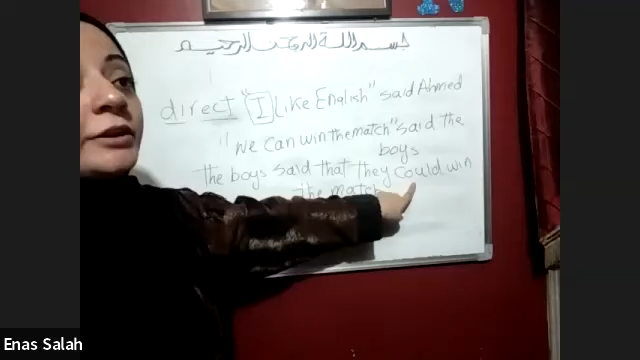 بسم الله الرحمن الرحيم
direct "I Like English" said Ahmed
"we can win the match" said the
boys
the boys said that they could win
the match
Enas Salah